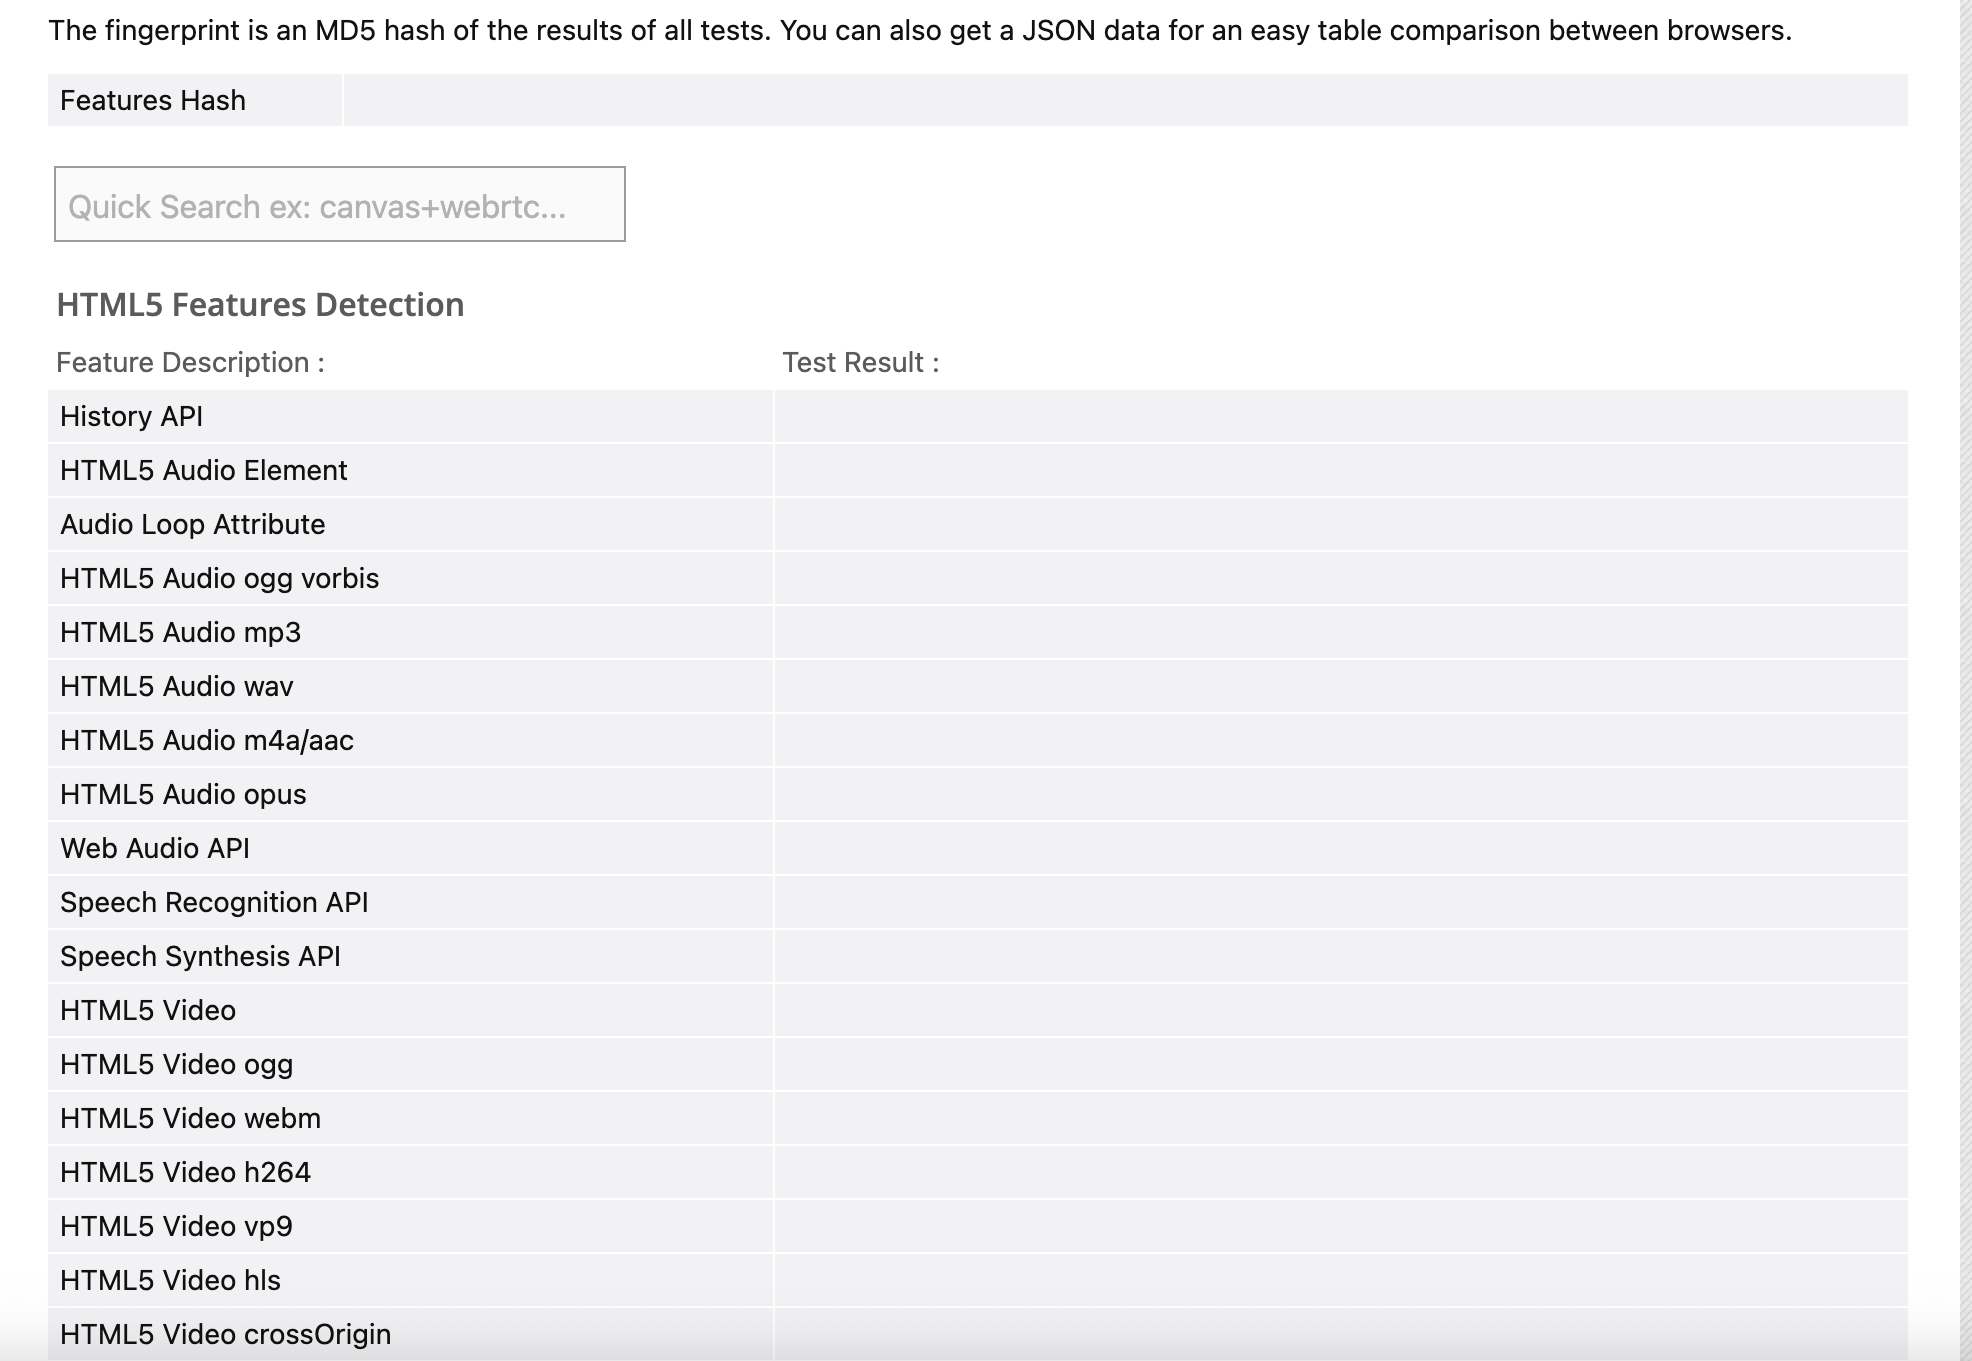 The fingerprint is an MD5 hash of the results of all tests. You can also get a JSON data for an easy table comparison between browsers.
Features Hash
Quick Search ex: canvas+webrtc...
HTML5 Features Detection
Feature Description : Test Result :
History API
HTML5 Audio Element
Audio Loop Attribute
HTML5 Audio ogg vorbis
HTML5 Audio mp3
HTML5 Audio wav
HTML5 Audio m4a/aac
HTML5 Audio opus
Web Audio API
Speech Recognition API
Speech Synthesis API
HTML5 Video
HTML5 Video ogg
HTML5 Video webm
HTML5 Video h264
HTML5 Video vp9
HTML5 Video hls
HTML5 Video crossOrigin